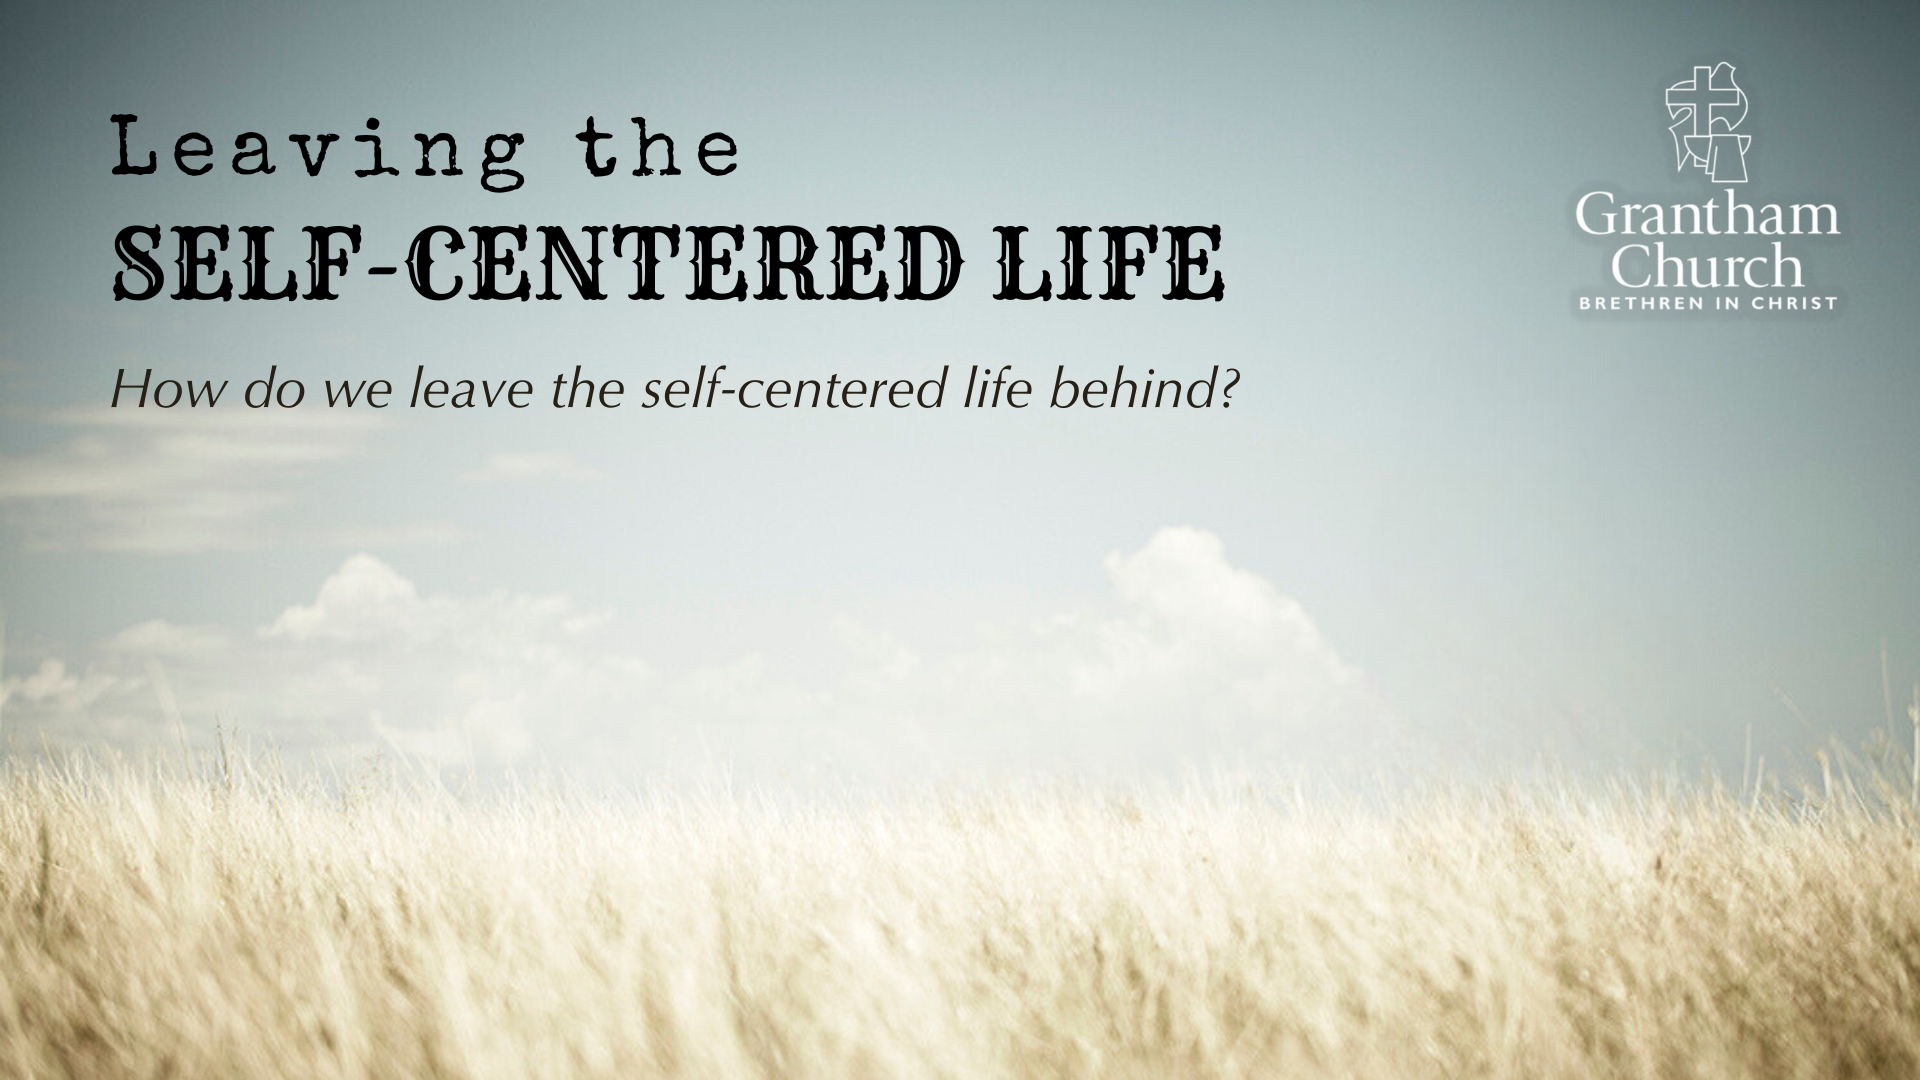 Leaving the
SELF-CENTERED LIFE
How do we leave the self-centered life behind?
Grantham
Church
BRETHREN IN CHRIST